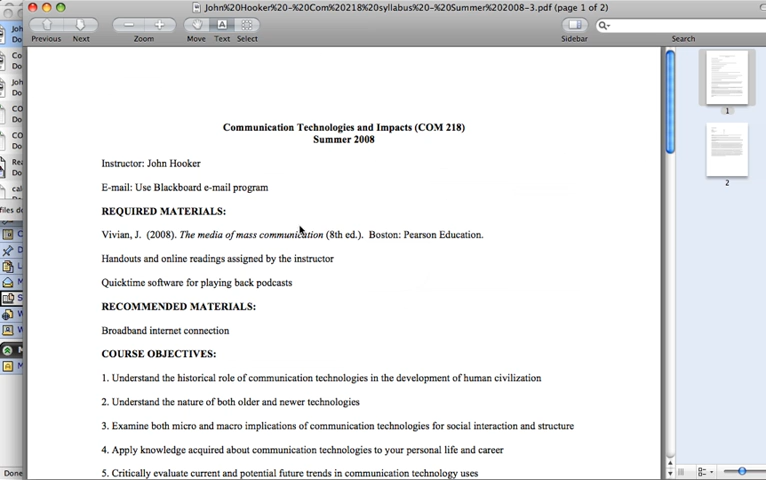 John%20Hooker%20-%20Com%20218%20syllabus%20-%20Summer%202008-3.pdf (page 1 of 2)
Previous Next Zoom Move Text Select Sidebar Search
Communication Technologies and Impacts (COM 218)
Summer 2008
Instructor: John Hooker
E-mail: Use Blackboard e-mail program
REQUIRED MATERIALS:
Vivian, J. (2008). The media of mass communication (8th ed.). Boston: Pearson Education.
Handouts and online readings assigned by the instructor
Quicktime software for playing back podcasts
RECOMMENDED MATERIALS:
Broadband internet connection
COURSE OBJECTIVES:
1. Understand the historical role of communication technologies in the development of human civilization
2. Understand the nature of both older and newer technologies
3. Examine both micro and macro implications of communication technologies for social interaction and structure
4. Apply knowledge acquired about communication technologies to your personal life and career
5. Critically evaluate current and potential future trends in communication technology uses
1
2
Done